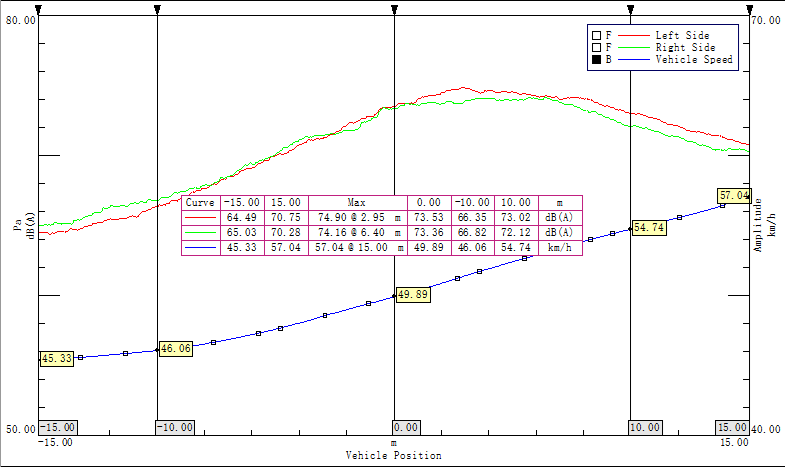 80.00
70.00
F Left Side
F Right Side
B Vehicle Speed
Pa
dB(A)
Curve -15.00 15.00 Max 0.00 -10.00 10.00 m
64.49 70.75 74.90 @ 2.95 m 73.53 66.35 73.02 dB(A)
65.03 70.28 74.16 @ 6.40 m 73.36 66.82 72.12 dB(A)
45.33 57.04 57.04 @ 15.00 m 49.89 46.06 54.74 km/h
57.04
Amplitude
km/h
54.74
49.89
46.06
45.33
50.00 -15.00 -10.00 0.00 10.00 15.00 40.00
-15.00 m 15.00
Vehicle Position